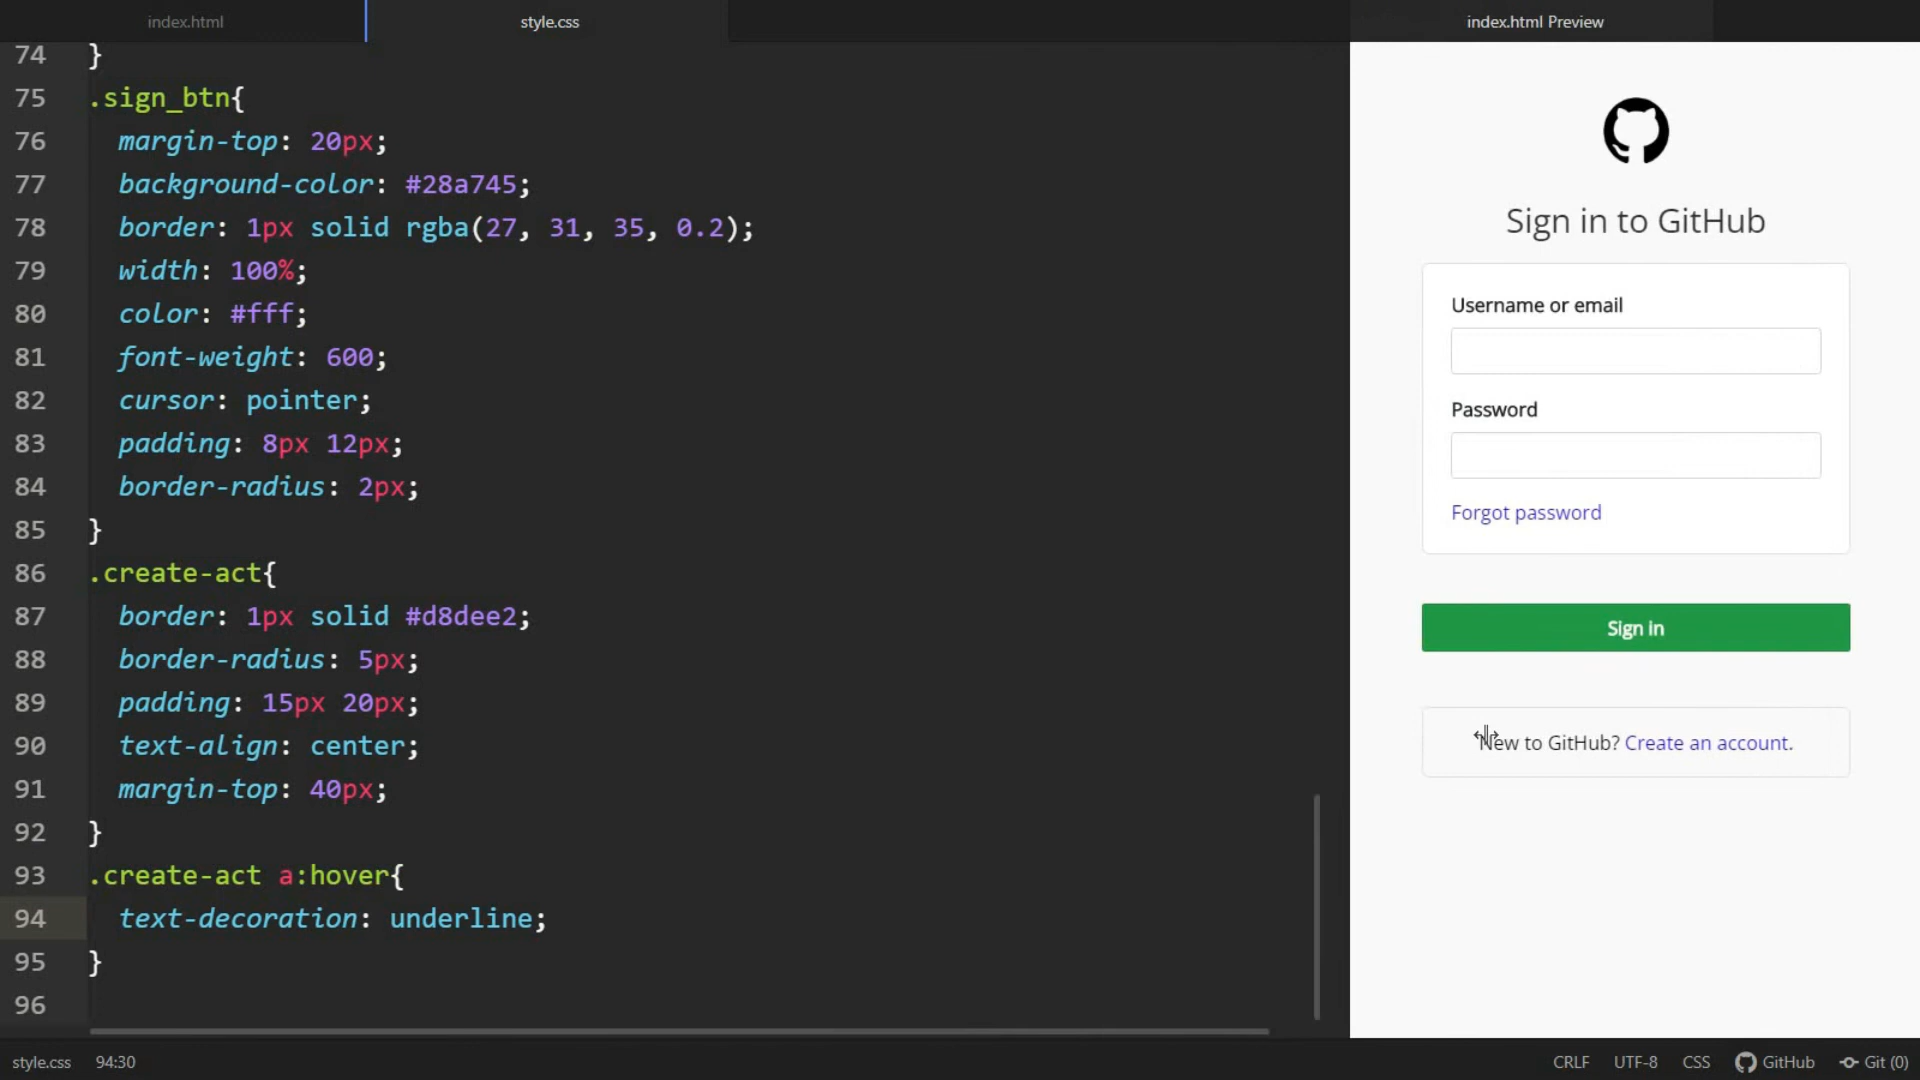 index.html
style.css
index.html Preview
74 }
75 .sign_btn{
76 margin-top: 20px;
77 background-color: #28a745;
78 border: 1px solid rgba(27, 31, 35, 0.2);
79 width: 100%;
80 color: #fff;
81 font-weight: 600;
82 cursor: pointer;
83 padding: 8px 12px;
84 border-radius: 2px;
85 }
86 .create-act{
87 border: 1px solid #d8dee2;
88 border-radius: 5px;
89 padding: 15px 20px;
90 text-align: center;
91 margin-top: 40px;
92 }
93 .create-act a:hover{
94 text-decoration: underline;
95 }
96
Sign in to GitHub
Username or email
Password
Forgot password
Sign in
New to GitHub? Create an account.
style.css 94:30
CRLF UTF-8 CSS GitHub Git (0)